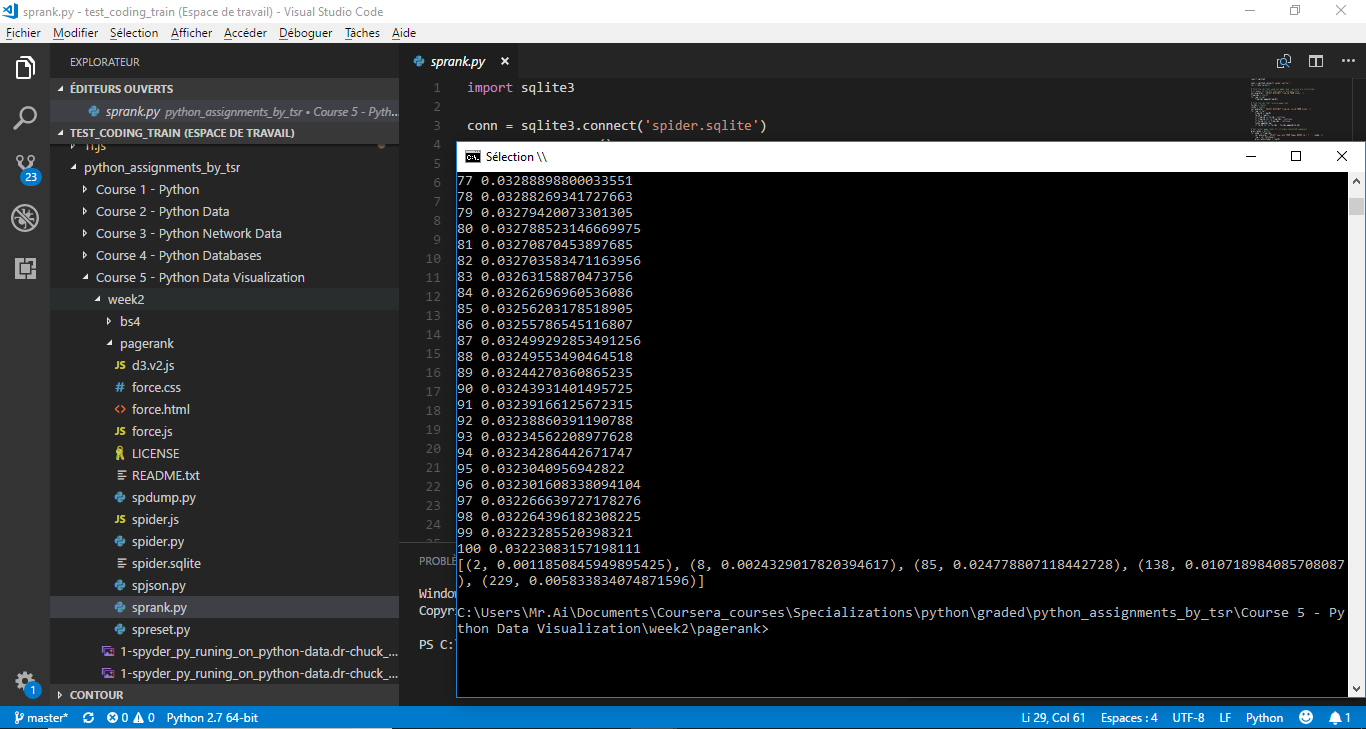 sprank.py - test_coding_train (Espace de travail) - Visual Studio Code
Fichier Modifier Sélection Afficher Accéder Déboguer Tâches Aide
EXPLORATEUR
ÉDITEURS OUVERTS
sprank.py python_assignments_by_tsr • Course 5 - Pyth...
TEST_CODING_TRAIN (ESPACE DE TRAVAIL)
python_assignments_by_tsr
Course 1 - Python
Course 2 - Python Data
Course 3 - Python Network Data
Course 4 - Python Databases
Course 5 - Python Data Visualization
week2
bs4
pagerank
JS d3.v2.js
# force.css
<> force.html
JS force.js
LICENSE
README.txt
spdump.py
JS spider.js
spider.py
spider.sqlite
spjson.py
sprank.py
spreset.py
1-spyder_py_runing_on_python-data.dr-chuck_...
1-spyder_py_runing_on_python-data.dr-chuck_...
CONTOUR
23
1
sprank.py
1 import sqlite3
2
3 conn = sqlite3.connect('spider.sqlite')
4
5
6
7
8
9
10
11
12
13
14
15
16
17
18
19
20
21
22
23
24
PROBLÈ
Window
Copyri
PS C:
Sélection \\
77 0.03288898800033551
78 0.03288269341727663
79 0.03279420073301305
80 0.032788523146669975
81 0.03270870453897685
82 0.032703583471163956
83 0.03263158870473756
84 0.03262696960536086
85 0.03256203178518905
86 0.03255786545116807
87 0.032499292853491256
88 0.03249553490464518
89 0.03244270360865235
90 0.03243931401495725
91 0.03239166125672315
92 0.03238860391190788
93 0.03234562208977628
94 0.03234286442671747
95 0.0323040956942822
96 0.032301608338094104
97 0.032266639727178276
98 0.032264396182308225
99 0.03223285520398321
100 0.03223083157198111
[(2, 0.0011850845949895425), (8, 0.0024329017820394617), (85, 0.024778807118442728), (138, 0.010718984085708087
), (229, 0.005833834074871596)]
C:\Users\Mr.Ai\Documents\Coursera_courses\Specializations\python\graded\python_assignments_by_tsr\Course 5 - Py
thon Data Visualization\week2\pagerank>
master* 0 0 Python 2.7 64-bit
Li 29, Col 61 Espaces : 4 UTF-8 LF Python 1